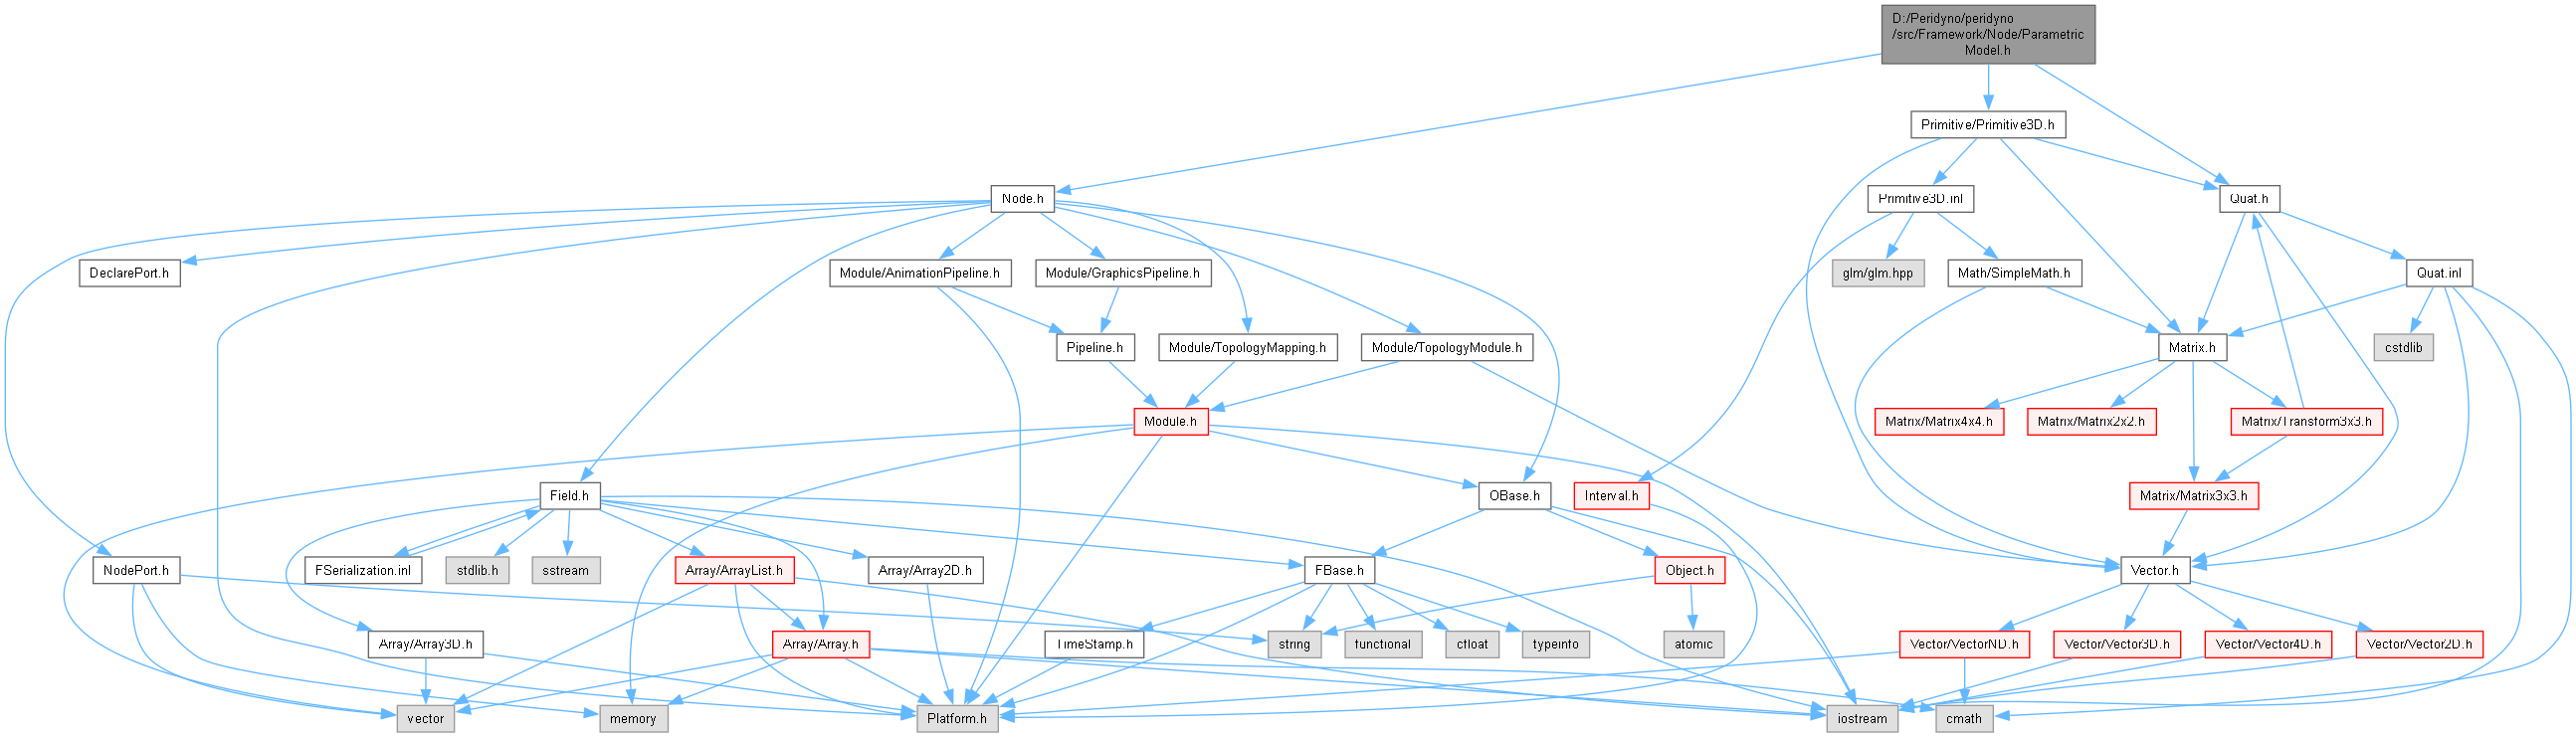 D:/Peridyno/peridyno
/src/Framework/Node/Parametric
Model.h
Primitive/Primitive3D.h
Node.h
Primitive3D.inl
Quat.h
DeclarePort.h
Module/AnimationPipeline.h
Module/GraphicsPipeline.h
glm/glm.hpp
Math/SimpleMath.h
Quat.inl
Pipeline.h
Module/TopologyMapping.h
Module/TopologyModule.h
Matrix.h
cstdlib
Module.h
Matrix/Matrix4x4.h
Matrix/Matrix2x2.h
Matrix/Transform3x3.h
Field.h
OBase.h
Interval.h
Matrix/Matrix3x3.h
NodePort.h
FSerialization.inl
stdlib.h
sstream
Array/ArrayList.h
Array/Array2D.h
FBase.h
Object.h
Vector.h
Array/Array3D.h
Array/Array.h
TimeStamp.h
string
functional
cfloat
typeinfo
atomic
Vector/VectorND.h
Vector/Vector3D.h
Vector/Vector4D.h
Vector/Vector2D.h
vector
memory
Platform.h
iostream
cmath